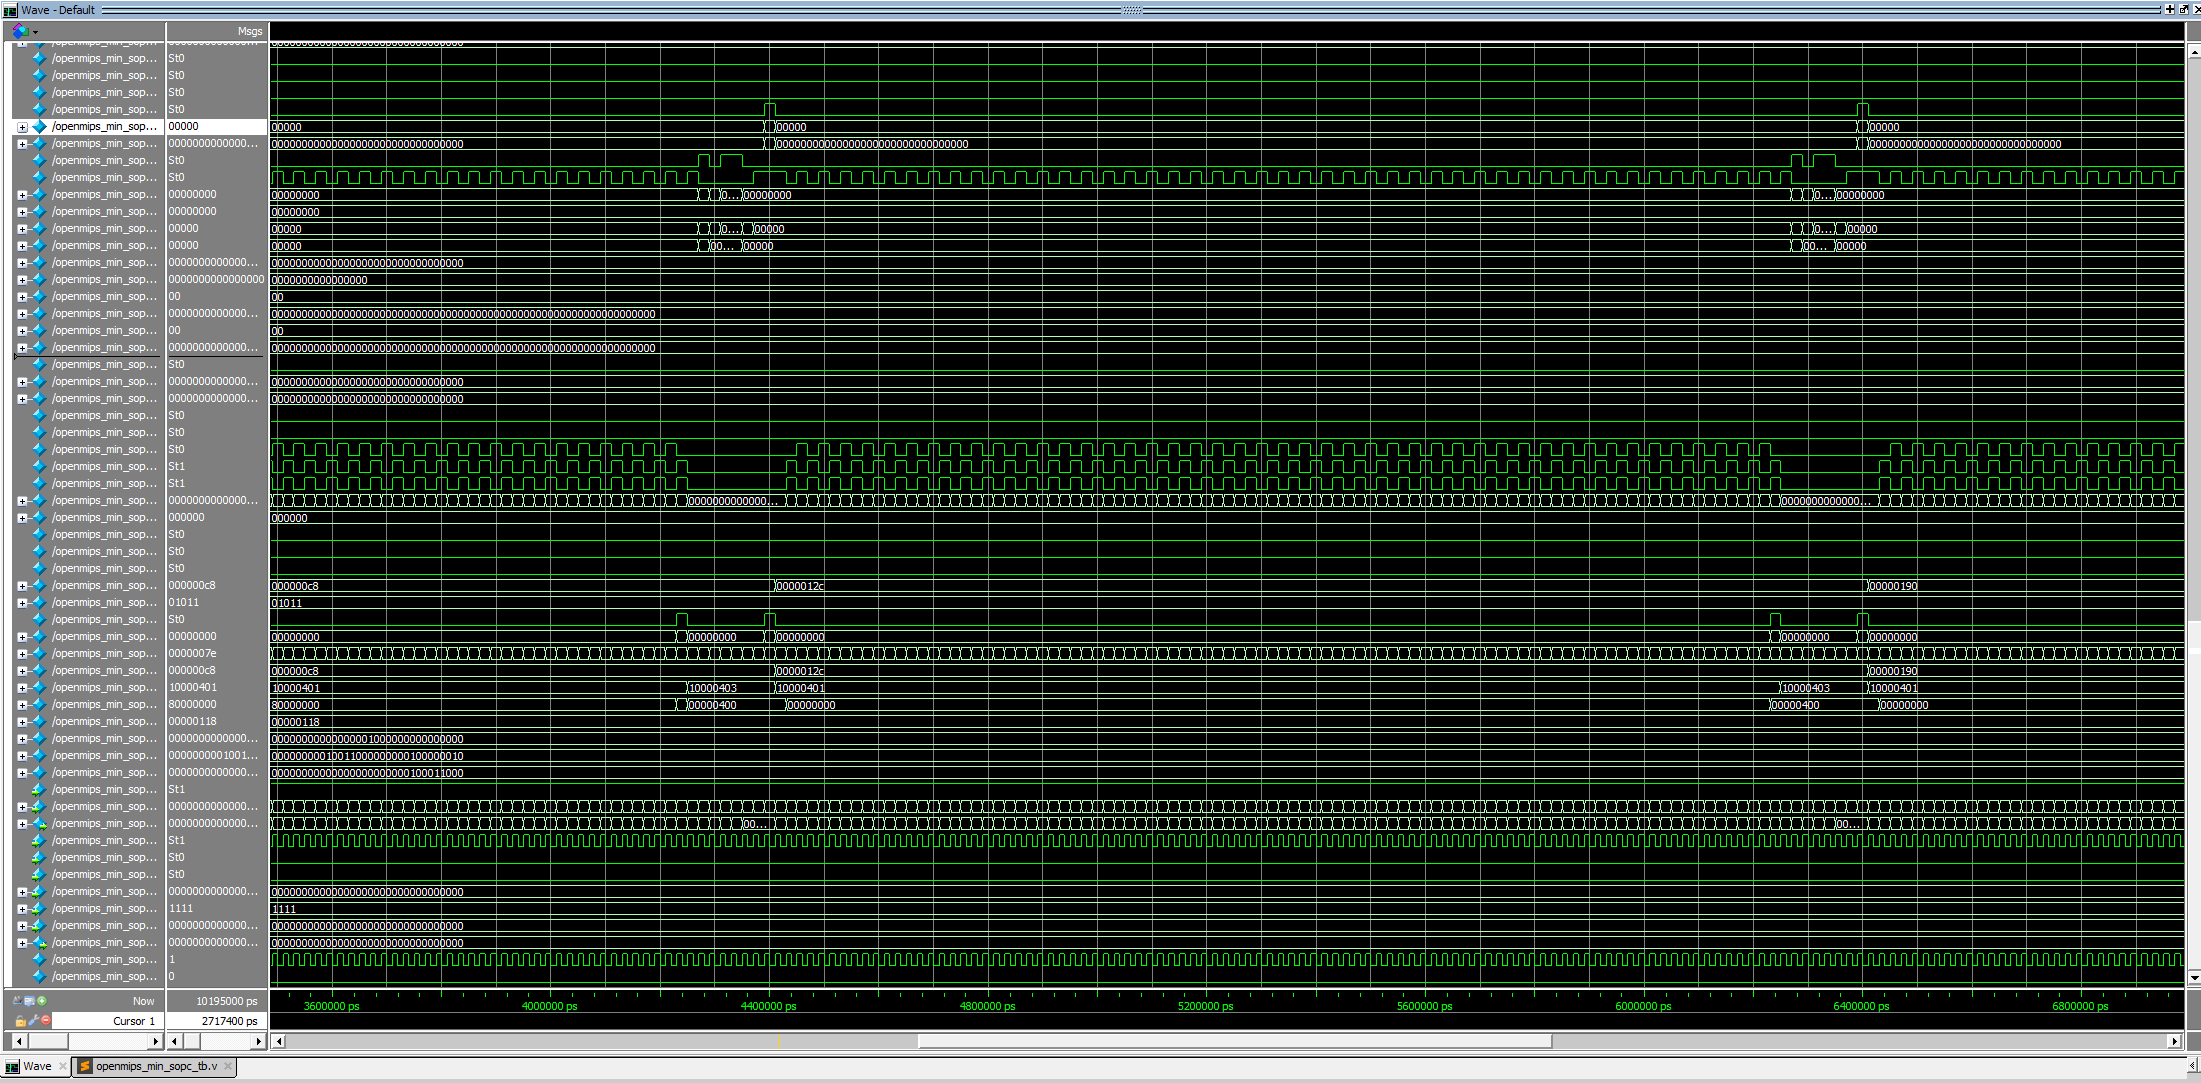 Wave - Default
Msgs
/openmips_min_sop... St0
/openmips_min_sop... St0
/openmips_min_sop... St0
/openmips_min_sop... St0
/openmips_min_sop... 00000 00000 00000 00000
/openmips_min_sop... 0000000000000... 00000000000000000000000000000000 00000000000000000000000000000000 00000000000000000000000000000000
/openmips_min_sop... St0
/openmips_min_sop... St0
/openmips_min_sop... 00000000 00000000 0... 00000000 0... 00000000
/openmips_min_sop... 00000000 00000000
/openmips_min_sop... 00000 00000 0... 00000 0... 00000
/openmips_min_sop... 00000 00000 00... 00000 00... 00000
/openmips_min_sop... 0000000000000... 00000000000000000000000000000000
/openmips_min_sop... 0000000000000000 0000000000000000
/openmips_min_sop... 00 00
/openmips_min_sop... 0000000000000... 0000000000000000000000000000000000000000000000000000000000000000
/openmips_min_sop... 00 00
/openmips_min_sop... 0000000000000... 0000000000000000000000000000000000000000000000000000000000000000
/openmips_min_sop... St0
/openmips_min_sop... 0000000000000... 00000000000000000000000000000000
/openmips_min_sop... 0000000000000... 00000000000000000000000000000000
/openmips_min_sop... St0
/openmips_min_sop... St0
/openmips_min_sop... St0
/openmips_min_sop... St1
/openmips_min_sop... St1
/openmips_min_sop... 0000000000000... 0000000000000... 0000000000000...
/openmips_min_sop... 000000 000000
/openmips_min_sop... St0
/openmips_min_sop... St0
/openmips_min_sop... St0
/openmips_min_sop... 000000c8 000000c8 0000012c 00000190
/openmips_min_sop... 01011 01011
/openmips_min_sop... St0
/openmips_min_sop... 00000000 00000000 00000000 00000000 00000000 00000000
/openmips_min_sop... 0000007e
/openmips_min_sop... 000000c8 000000c8 0000012c 00000190
/openmips_min_sop... 10000401 10000401 10000403 10000401 10000403 10000401
/openmips_min_sop... 80000000 80000000 00000400 00000000 00000400 00000000
/openmips_min_sop... 00000118 00000118
/openmips_min_sop... 0000000000000... 00000000000000001000000000000000
/openmips_min_sop... 0000000001001... 00000000010011000000000100000010
/openmips_min_sop... 0000000000000... 00000000000000000000000100011000
/openmips_min_sop... St1
/openmips_min_sop... 0000000000000...
/openmips_min_sop... 0000000000000... 00... 00...
/openmips_min_sop... St1
/openmips_min_sop... St0
/openmips_min_sop... St0
/openmips_min_sop... 0000000000000... 00000000000000000000000000000000
/openmips_min_sop... 1111 1111
/openmips_min_sop... 0000000000000... 00000000000000000000000000000000
/openmips_min_sop... 0000000000000... 00000000000000000000000000000000
/openmips_min_sop... 1
/openmips_min_sop... 0
Now 10195000 ps 3600000 ps 4000000 ps 4400000 ps 4800000 ps 5200000 ps 5600000 ps 6000000 ps 6400000 ps 6800000 ps
Cursor 1 2717400 ps
Wave openmips_min_sopc_tb.v